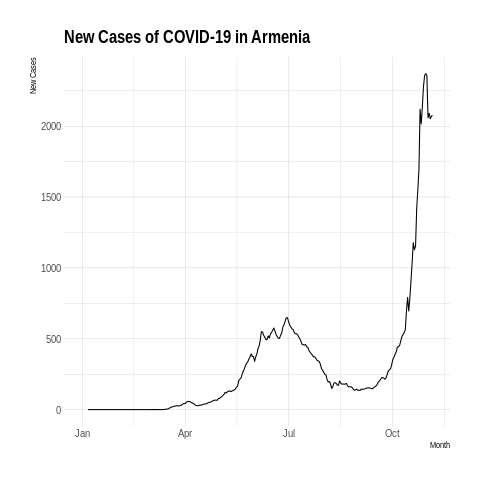 New Cases of COVID-19 in Armenia
New Cases
2000
1500
1000
500
0
Jan Apr Jul Oct
Month